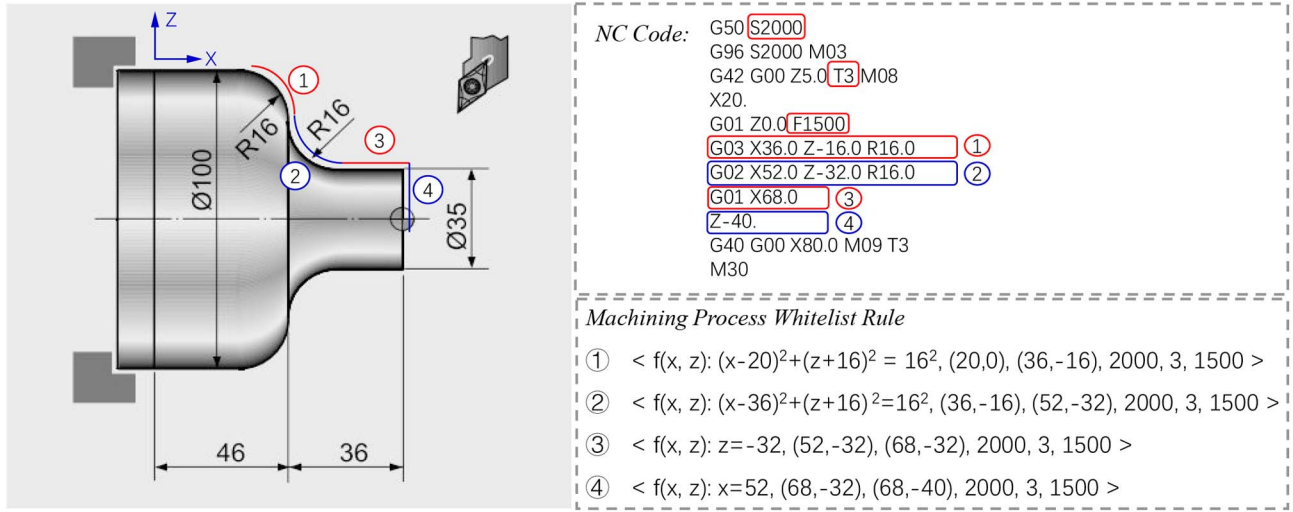 Z
X
1
R16
R16
3
2
4
Ø100
Ø35
46
36
NC Code:
G50 S2000
G96 S2000 M03
G42 G00 Z5.0 T3 M08
X20.
G01 Z0.0 F1500
G03 X36.0 Z-16.0 R16.0 ①
G02 X52.0 Z-32.0 R16.0 ②
G01 X68.0 ③
Z-40. ④
G40 G00 X80.0 M09 T3
M30
Machining Process Whitelist Rule
① < f(x, z): (x-20)²+(z+16)² = 16², (20,0), (36,-16), 2000, 3, 1500 >
② < f(x, z): (x-36)²+(z+16)²=16², (36,-16), (52,-32), 2000, 3, 1500 >
③ < f(x, z): z=-32, (52,-32), (68,-32), 2000, 3, 1500 >
④ < f(x, z): x=52, (68,-32), (68,-40), 2000, 3, 1500 >